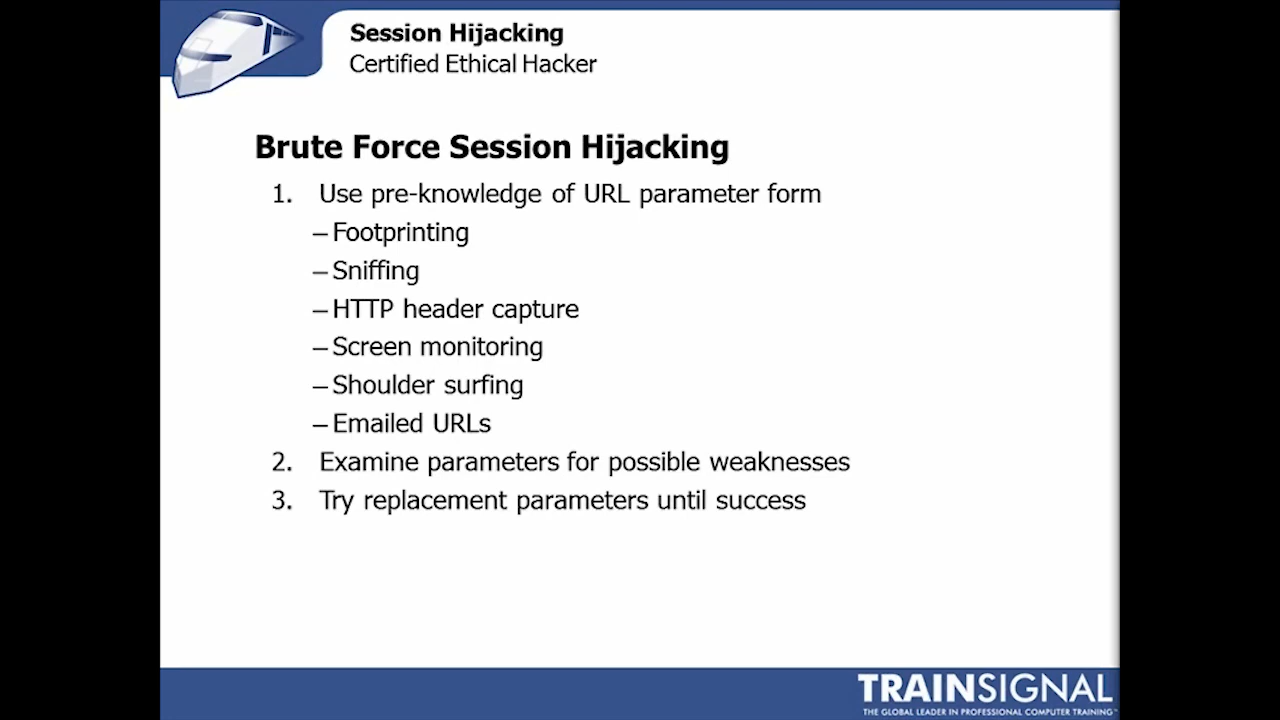 Session Hijacking
Certified Ethical Hacker
Brute Force Session Hijacking
1. Use pre-knowledge of URL parameter form
– Footprinting
– Sniffing
– HTTP header capture
– Screen monitoring
– Shoulder surfing
– Emailed URLs
2. Examine parameters for possible weaknesses
3. Try replacement parameters until success
TRAINSIGNAL
THE GLOBAL LEADER IN PROFESSIONAL COMPUTER TRAINING